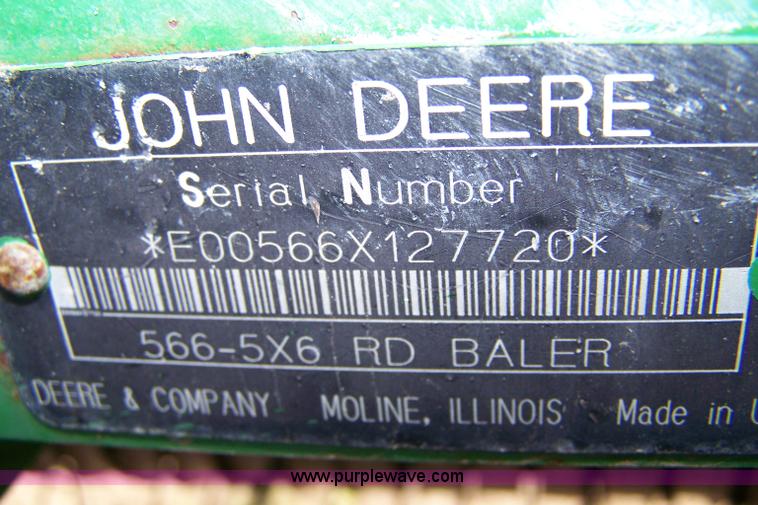 JOHN DEERE
Serial Number
*E00566X127720*
566-5X6 RD BALER
DEERE & COMPANY MOLINE, ILLINOIS Made in
www.purplewave.com